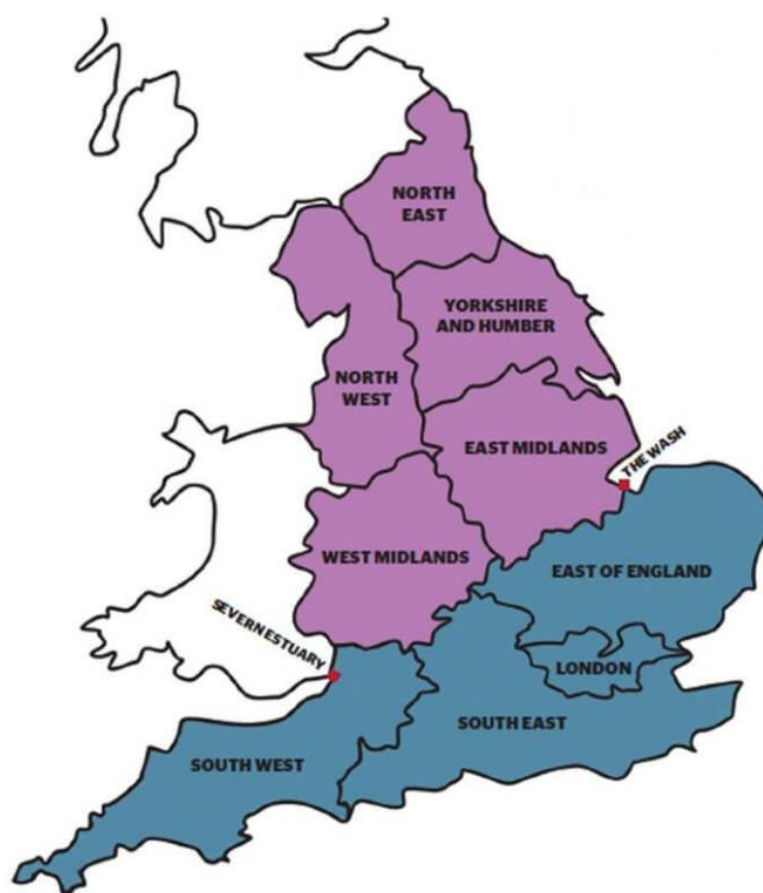 NORTH
EAST
YORKSHIRE
AND HUMBER
NORTH
WEST
EAST MIDLANDS
THE WASH
WEST MIDLANDS
EAST OF ENGLAND
SEVERN ESTUARY
LONDON
SOUTH EAST
SOUTH WEST